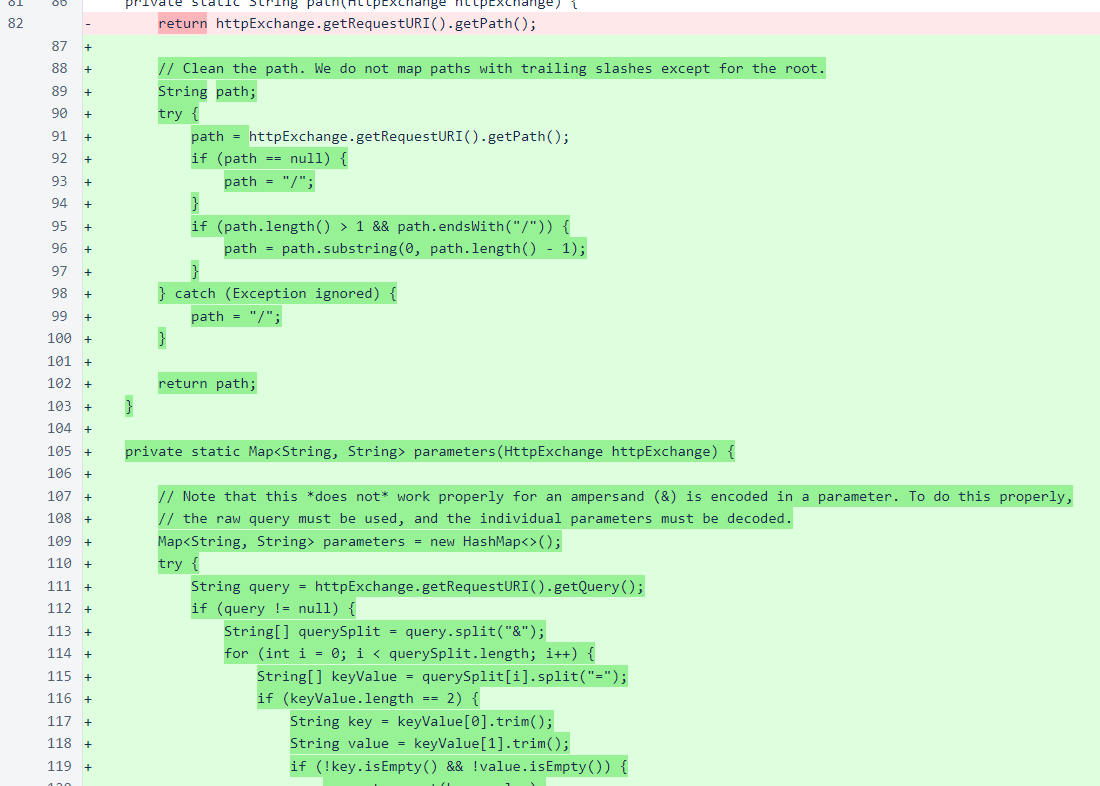 81 86 private static String path(HttpExchange httpExchange) {
82 - return httpExchange.getRequestURI().getPath();
87 +
88 + // Clean the path. We do not map paths with trailing slashes except for the root.
89 + String path;
90 + try {
91 + path = httpExchange.getRequestURI().getPath();
92 + if (path == null) {
93 + path = "/";
94 + }
95 + if (path.length() > 1 && path.endsWith("/")) {
96 + path = path.substring(0, path.length() - 1);
97 + }
98 + } catch (Exception ignored) {
99 + path = "/";
100 + }
101 +
102 + return path;
103 + }
104 +
105 + private static Map<String, String> parameters(HttpExchange httpExchange) {
106 +
107 + // Note that this *does not* work properly for an ampersand (&) is encoded in a parameter. To do this properly,
108 + // the raw query must be used, and the individual parameters must be decoded.
109 + Map<String, String> parameters = new HashMap<>();
110 + try {
111 + String query = httpExchange.getRequestURI().getQuery();
112 + if (query != null) {
113 + String[] querySplit = query.split("&");
114 + for (int i = 0; i < querySplit.length; i++) {
115 + String[] keyValue = querySplit[i].split("=");
116 + if (keyValue.length == 2) {
117 + String key = keyValue[0].trim();
118 + String value = keyValue[1].trim();
119 + if (!key.isEmpty() && !value.isEmpty()) {